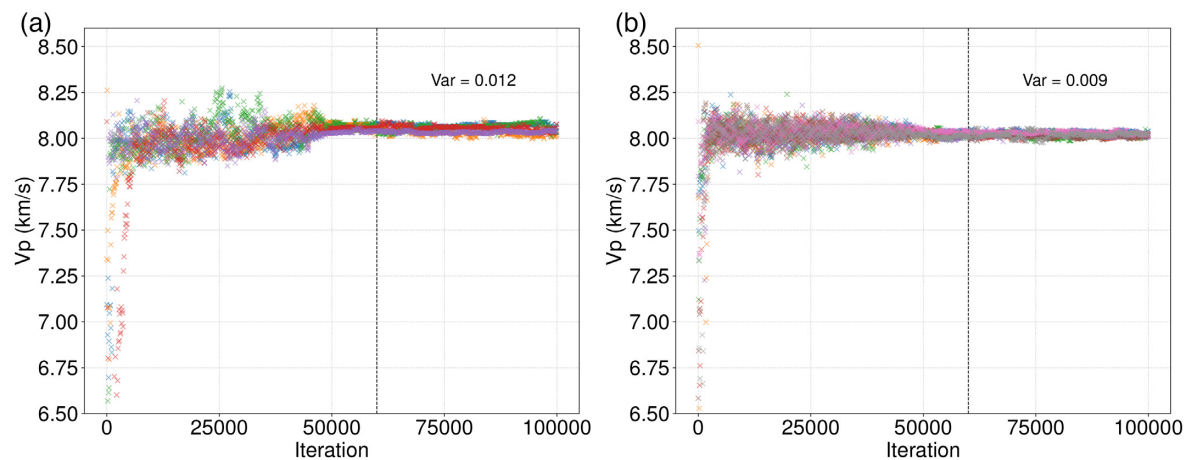 (a)
8.50
8.25
8.00
7.75
7.50
7.25
7.00
6.75
6.50
Vp (km/s)
Var = 0.012
0 25000 50000 75000 100000
Iteration
(b)
8.50
8.25
8.00
7.75
7.50
7.25
7.00
6.75
6.50
Vp (km/s)
Var = 0.009
0 25000 50000 75000 100000
Iteration